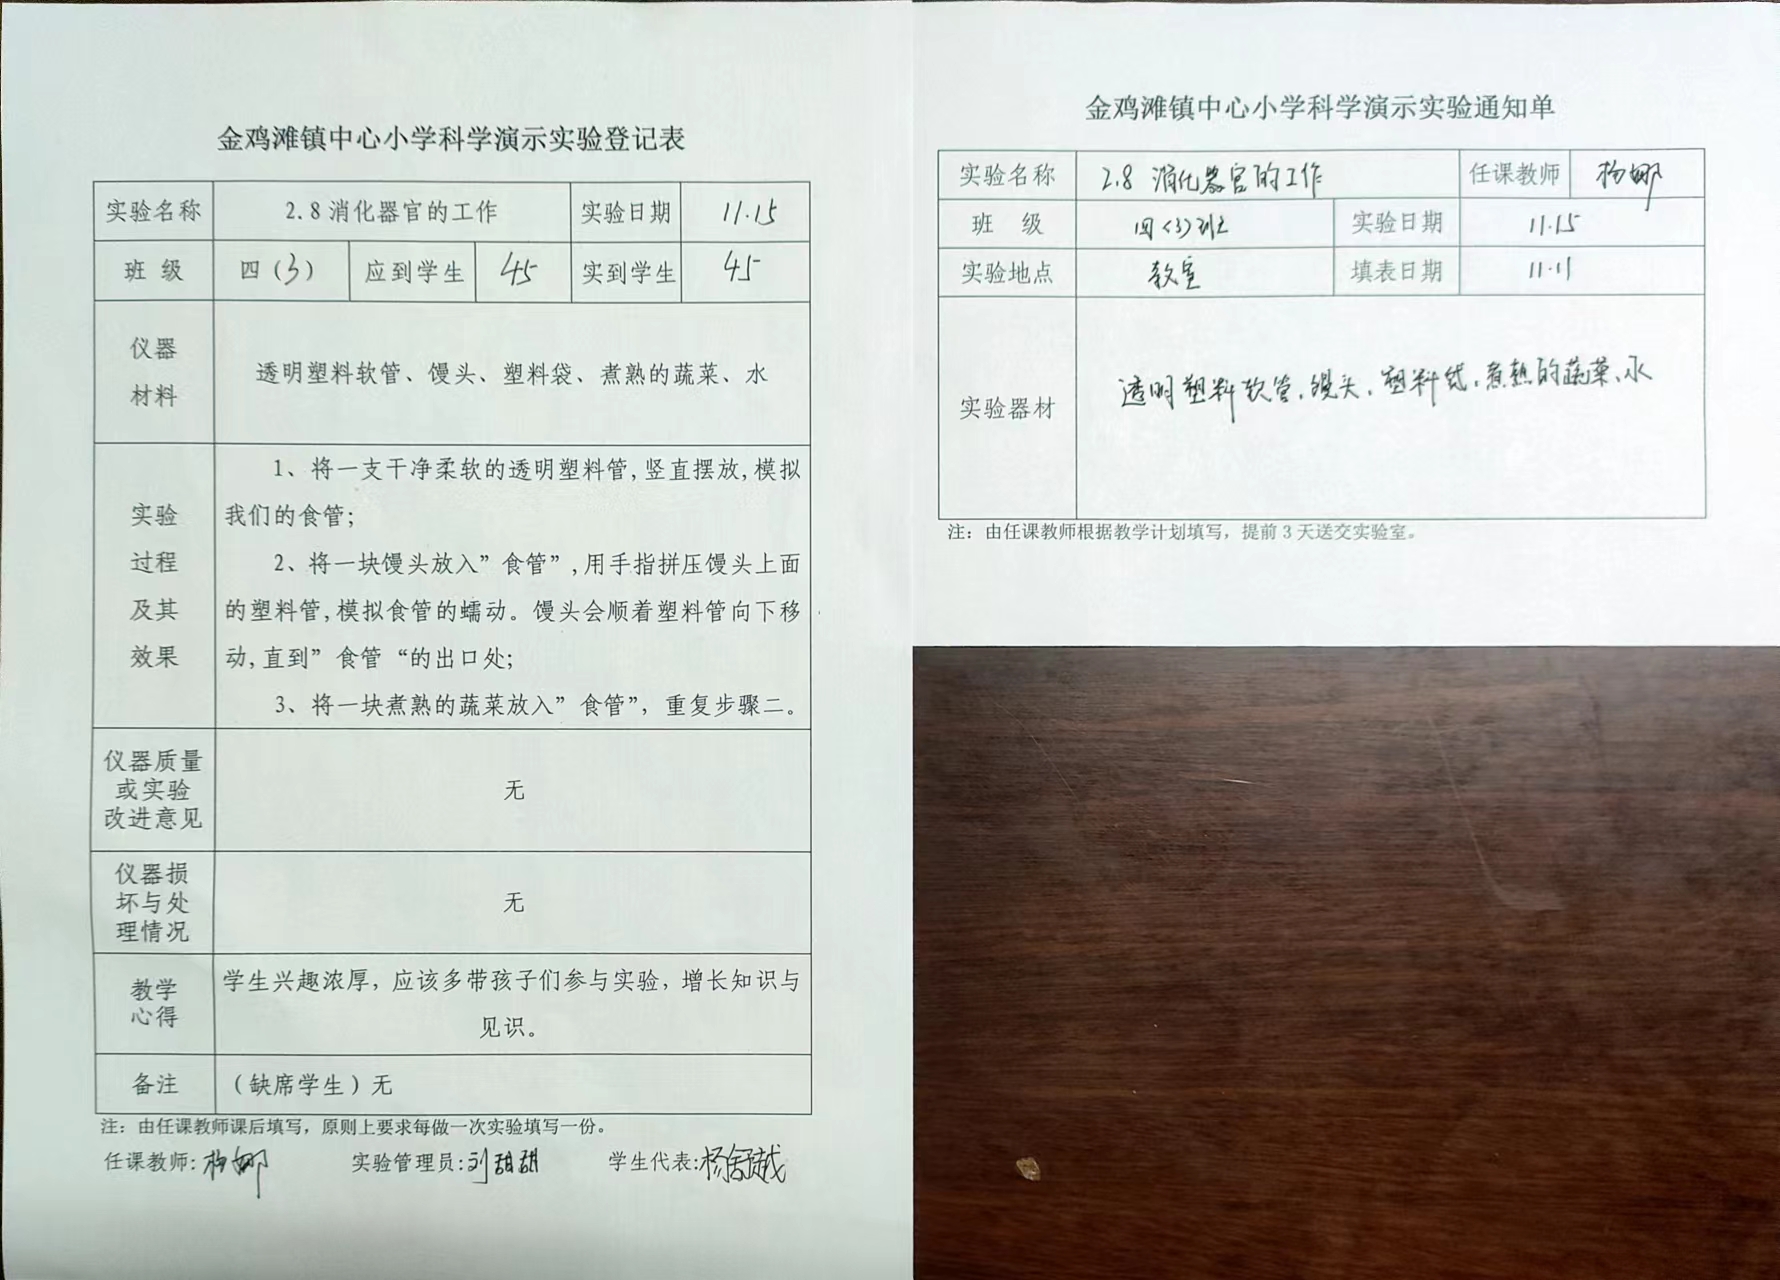 金鸡滩镇中心小学科学演示实验登记表
实验名称 2.8消化器官的工作 实验日期 11.15
班 级 四(3) 应到学生 45 实到学生 45
仪器
材料
透明塑料软管、馒头、塑料袋、煮熟的蔬菜、水
实验
过程
及其
效果
1、将一支干净柔软的透明塑料管,竖直摆放,模拟
我们的食管;
2、将一块馒头放入”食管”,用手指拼压馒头上面
的塑料管,模拟食管的蠕动。馒头会顺着塑料管向下移
动,直到”食管“的出口处;
3、将一块煮熟的蔬菜放入”食管”,重复步骤二。
仪器质量
或实验
改进意见
无
仪器损
坏与处
理情况
无
教学
心得
学生兴趣浓厚，应该多带孩子们参与实验，增长知识与
见识。
备注 (缺席学生)无
注：由任课教师课后填写，原则上要求每做一次实验填写一份。
任课教师:杨娜 实验管理员:刘甜甜 学生代表:杨舒越
金鸡滩镇中心小学科学演示实验通知单
实验名称 2.8 消化器官的工作 任课教师 杨娜
班 级 四(3)班 实验日期 11.15
实验地点 教室 填表日期 11.11
实验器材 透明塑料软管、馒头、塑料袋、煮熟的蔬菜、水
注：由任课教师根据教学计划填写，提前3天送交实验室。